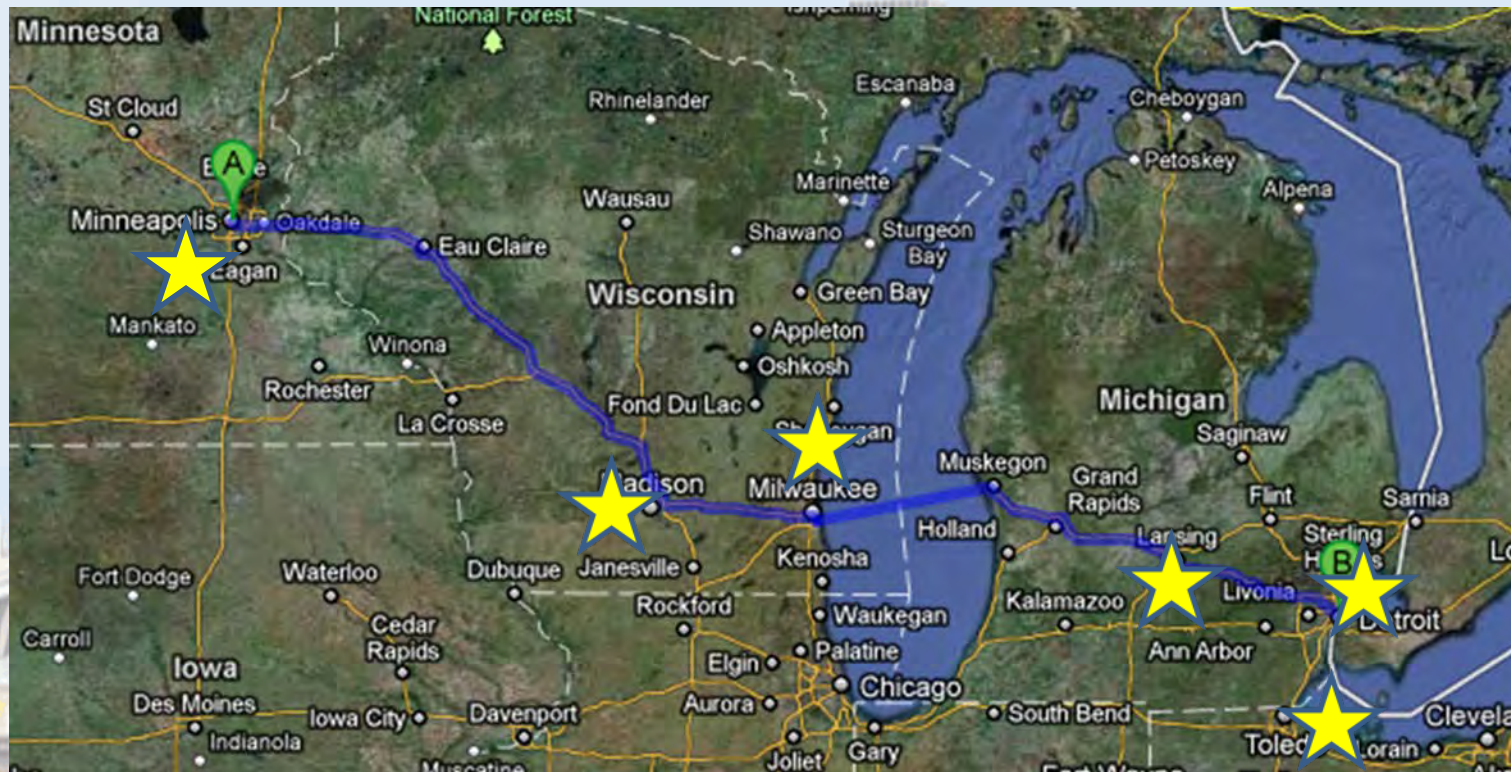 National Forest
Minnesota
Escanaba
Rhinelander
Cheboygan
St Cloud
A
Petoskey
Marinette
Alpena
Wausau
Minneapolis
Oakdale
Shawano
Sturgeon
Bay
Eau Claire
Eagan
Wisconsin
Green Bay
Mankato
Appleton
Winona
Oshkosh
Rochester
Michigan
Fond Du Lac
La Crosse
Saginaw
Muskegon
Grand
Rapids
Madison
Milwaukee
Flint
Sarnia
Holland
Lansing
Sterling
B
Kenosha
Fort Dodge
Waterloo
Dubuque
Janesville
Livonia
Kalamazoo
Rockford
Waukegan
Detroit
Cedar
Rapids
Carroll
Ann Arbor
Palatine
Iowa
Elgin
Chicago
Des Moines
Iowa City
Davenport
Aurora
South Bend
Indianola
Gary
Joliet
Lorain